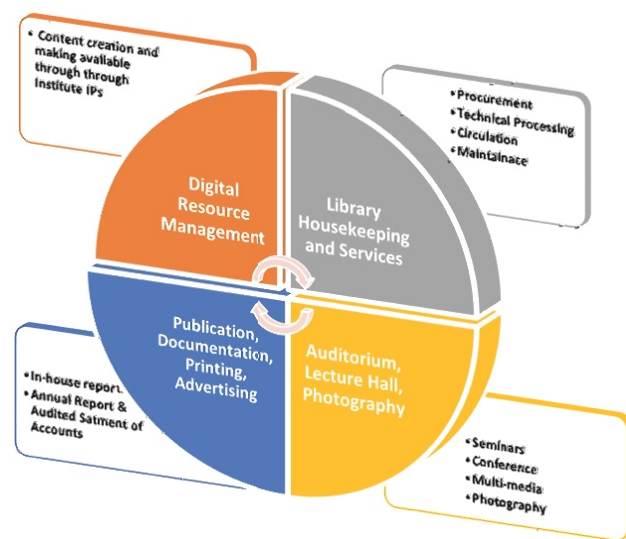 • Content creation and
making available
through through
Institute IPs
• Procurement
• Technical Processing
• Circulation
• Maintainace
Digital
Resource
Management
Library
Housekeeping
and Services
Publication,
Documentation,
Printing,
Advertising
Auditorium,
Lecture Hall,
Photography
• In-house report.
• Annual Report &
Audited Satment of
Accounts
• Seminars
• Conference
• Multi-media
• Photography